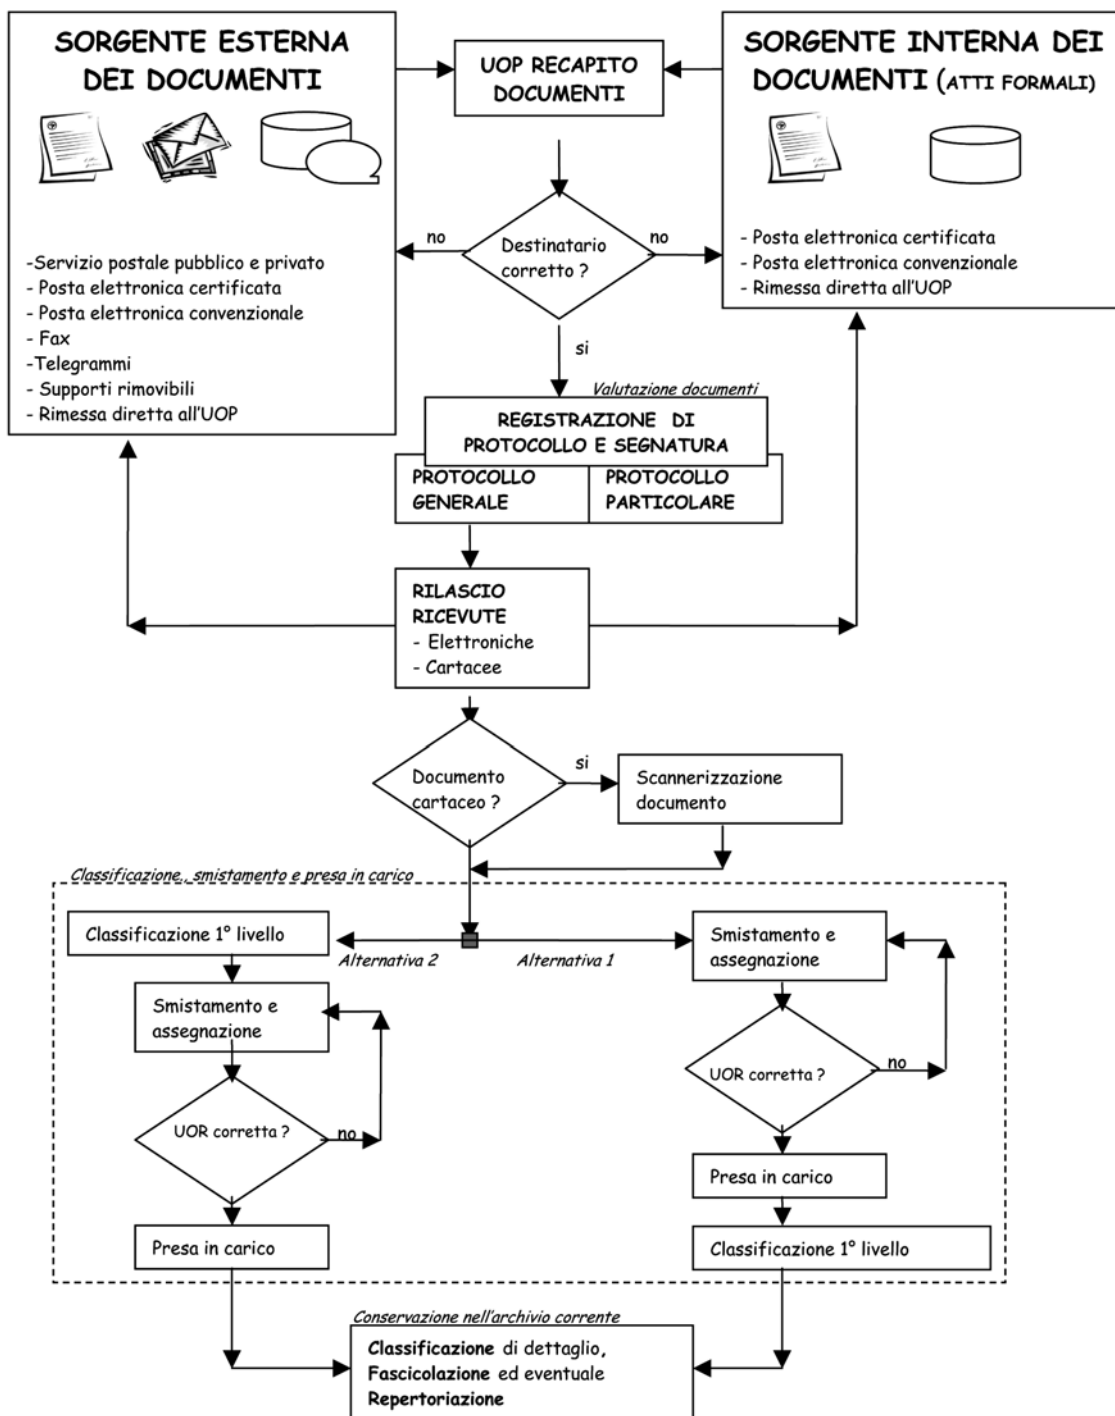 SORGENTE ESTERNA
DEI DOCUMENTI
-Servizio postale pubblico e privato
- Posta elettronica certificata
- Posta elettronica convenzionale
- Fax
-Telegrammi
- Supporti rimovibili
- Rimessa diretta all'UOP
UOP RECAPITO
DOCUMENTI
SORGENTE INTERNA DEI
DOCUMENTI (ATTI FORMALI)
- Posta elettronica certificata
- Posta elettronica convenzionale
- Rimessa diretta all'UOP
no
Destinatario
corretto ?
no
si
Valutazione documenti
REGISTRAZIONE DI
PROTOCOLLO E SEGNATURA
PROTOCOLLO
GENERALE
PROTOCOLLO
PARTICOLARE
RILASCIO
RICEVUTE
- Elettroniche
- Cartacee
Documento
cartaceo ?
si
Scannerizzazione
documento
Classificazione,, smistamento e presa in carico
Classificazione 1° livello
Alternativa 2
Alternativa 1
Smistamento e
assegnazione
Smistamento e
assegnazione
UOR corretta ?
no
UOR corretta ?
no
Presa in carico
Presa in carico
Classificazione 1° livello
Conservazione nell'archivio corrente
Classificazione di dettaglio,
Fascicolazione ed eventuale
Repertoriazione